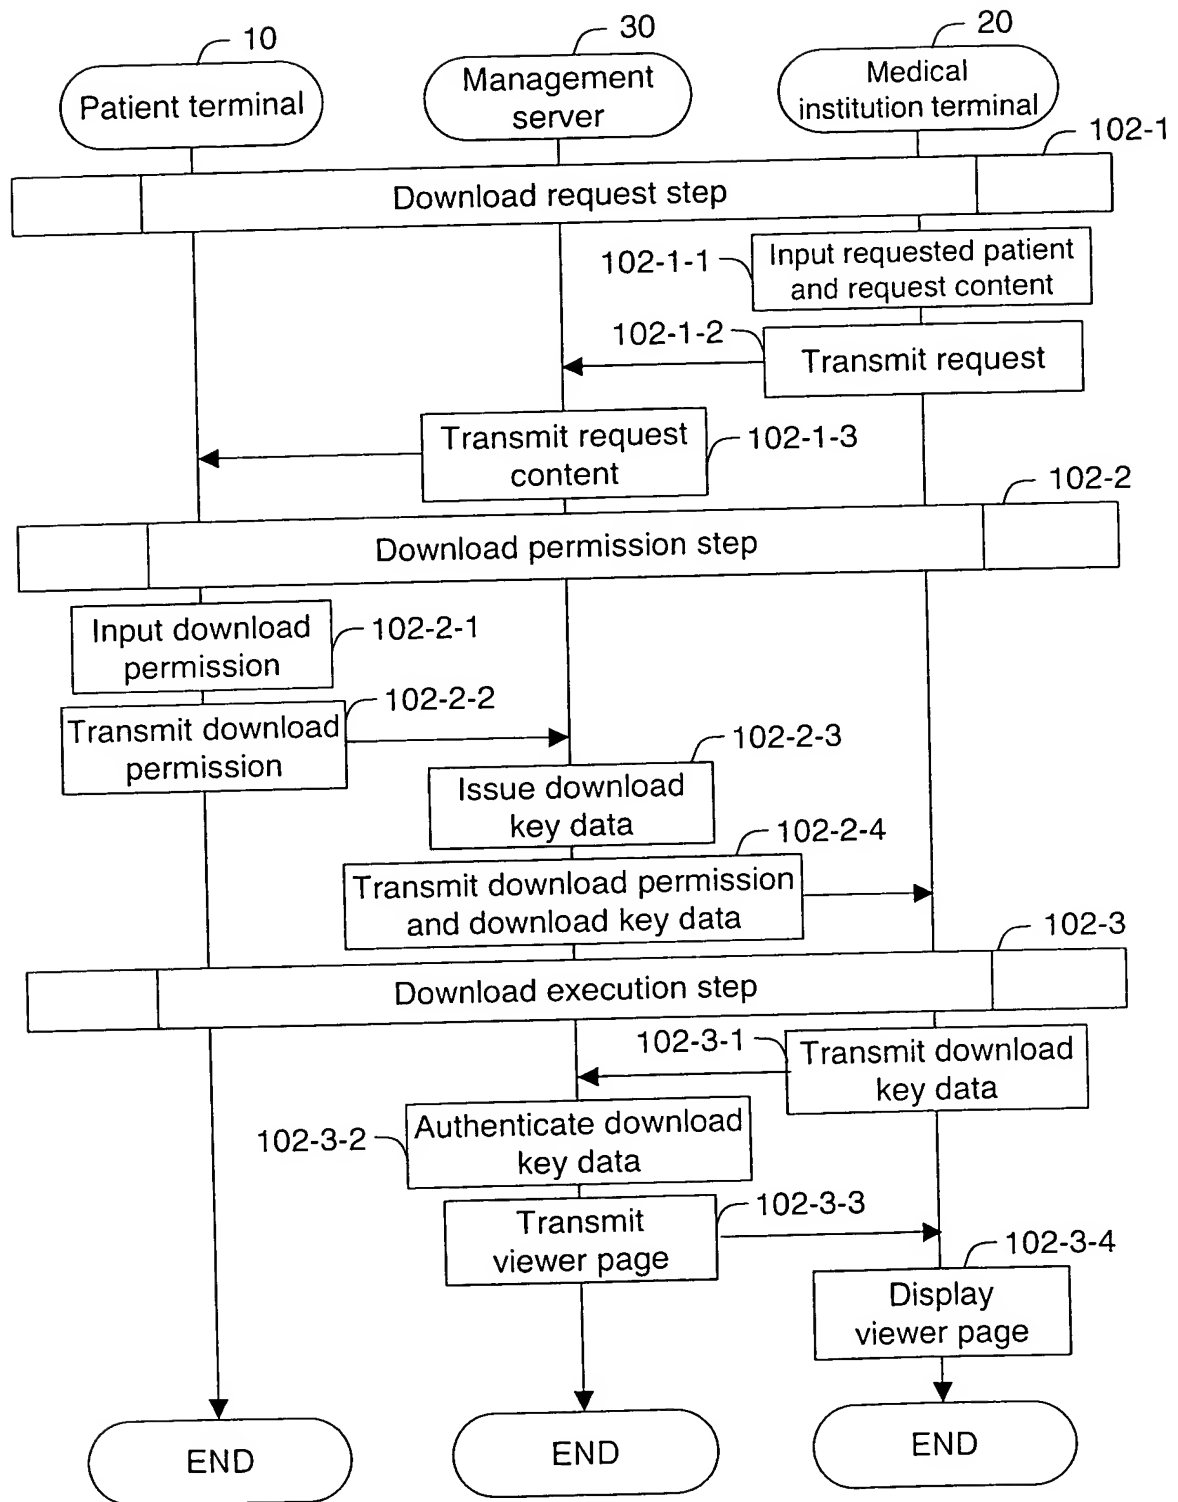 10
30
20
Patient terminal
Management
server
Medical
institution terminal
102-1
Download request step
102-1-1
Input requested patient
and request content
102-1-2
Transmit request
Transmit request
content
102-1-3
102-2
Download permission step
Input download
permission
102-2-1
Transmit download
permission
102-2-2
102-2-3
Issue download
key data
102-2-4
Transmit download permission
and download key data
102-3
Download execution step
102-3-1
Transmit download
key data
102-3-2
Authenticate download
key data
Transmit
viewer page
102-3-3
102-3-4
Display
viewer page
END
END
END